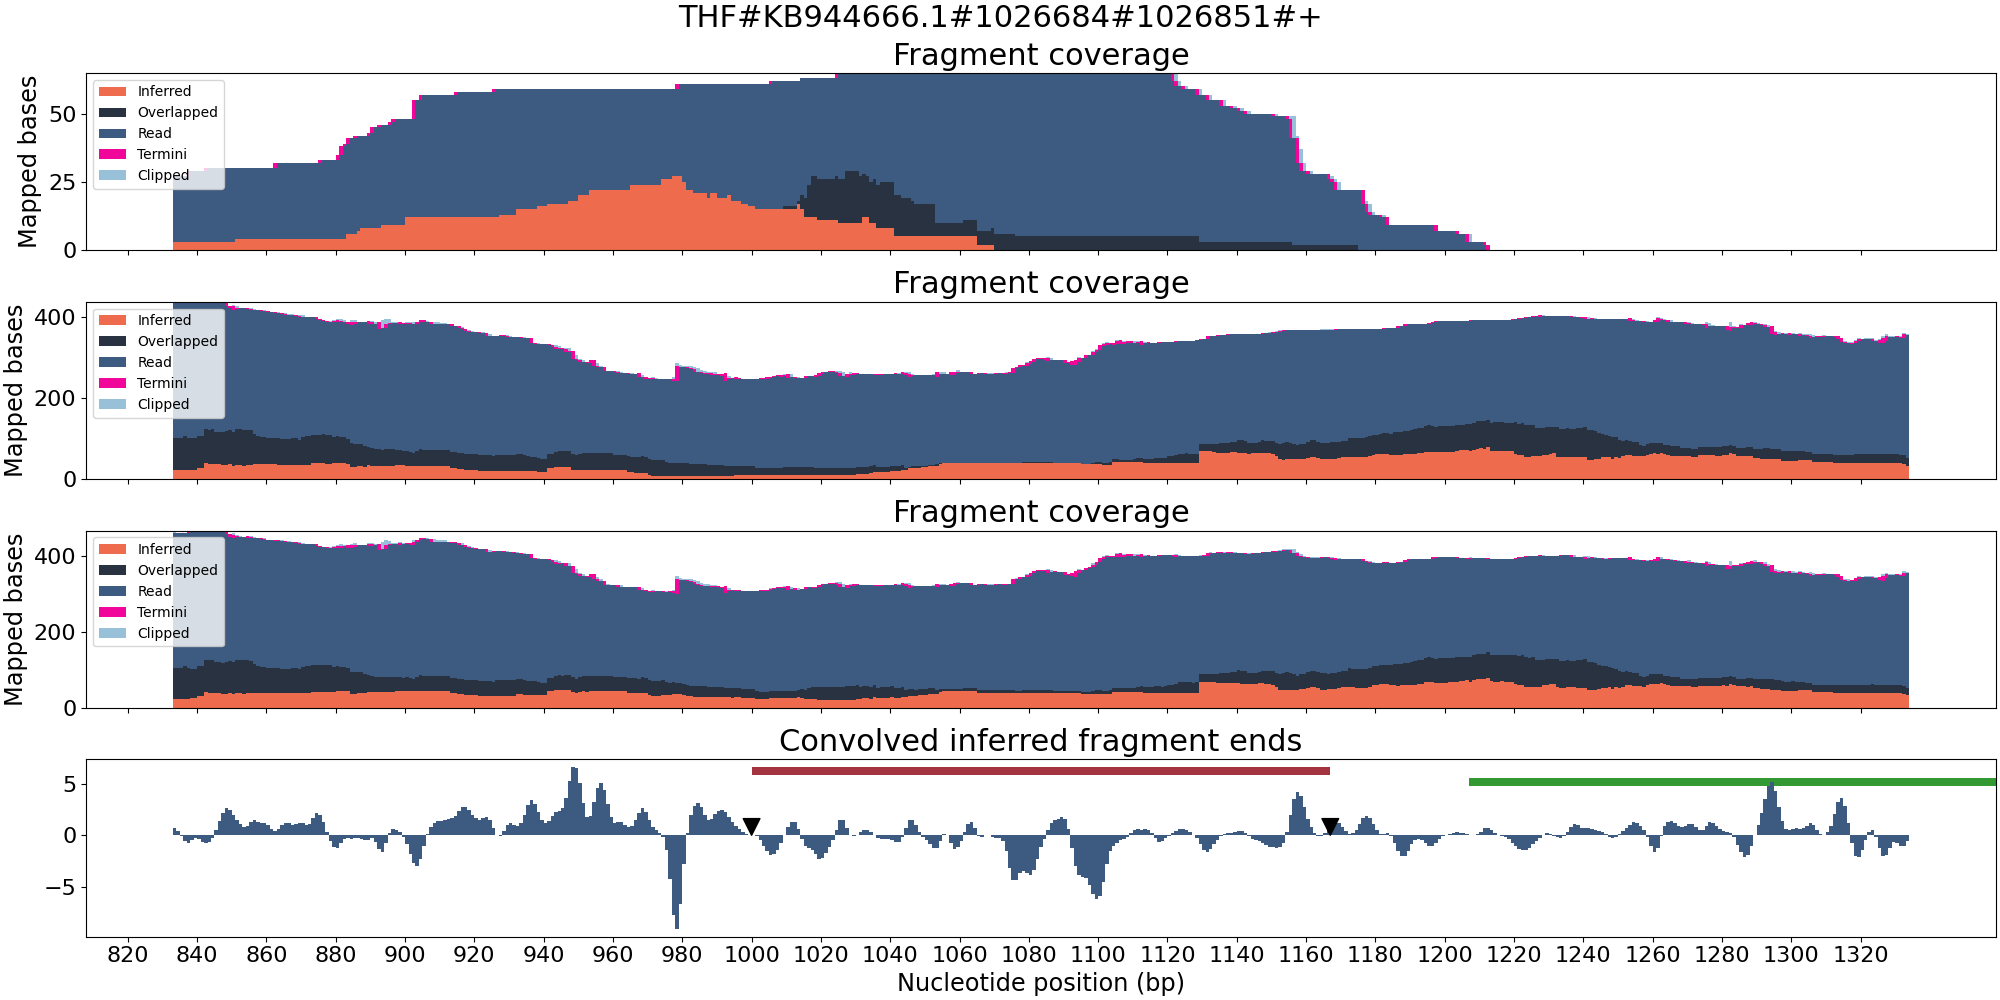 THF#KB944666.1#1026684#1026851#+
Fragment coverage
Mapped bases
50
25
0
Inferred
Overlapped
Read
Termini
Clipped
Fragment coverage
Mapped bases
400
200
0
Inferred
Overlapped
Read
Termini
Clipped
Fragment coverage
Mapped bases
400
200
0
Inferred
Overlapped
Read
Termini
Clipped
Convolved inferred fragment ends
5
0
−5
820 840 860 880 900 920 940 960 980 1000 1020 1040 1060 1080 1100 1120 1140 1160 1180 1200 1220 1240 1260 1280 1300 1320
Nucleotide position (bp)